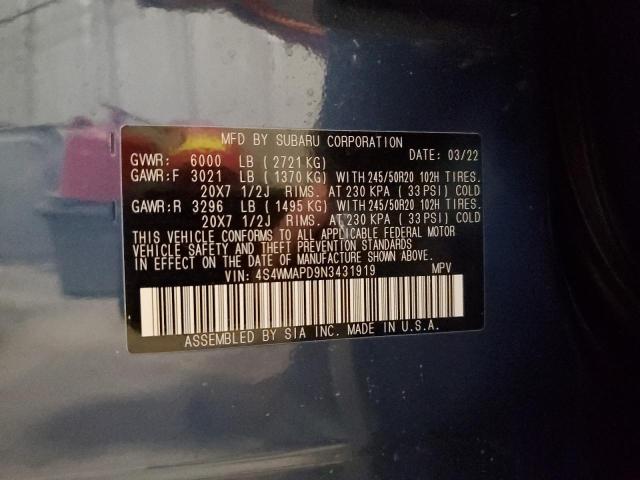 MFD BY SUBARU CORPORATION
GVWR: 6000 LB (2721 KG) DATE: 03/22
GAWR:F 3021 LB (1370 KG) WITH 245/50R20 102H TIRES.
20X7 1/2J RIMS. AT 230 KPA (33 PSI) COLD
GAWR:R 3296 LB (1495 KG) WITH 245/50R20 102H TIRES.
20X7 1/2J RIMS. AT 230 KPA (33 PSI) COLD
THIS VEHICLE CONFORMS TO ALL APPLICABLE FEDERAL MOTOR
VEHICLE SAFETY AND THEFT PREVENTION STANDARDS
IN EFFECT ON THE DATE OF MANUFACTURE SHOWN ABOVE.
VIN: 4S4WMAPD9N3431919 MPV
ASSEMBLED BY SIA INC. MADE IN U.S.A.